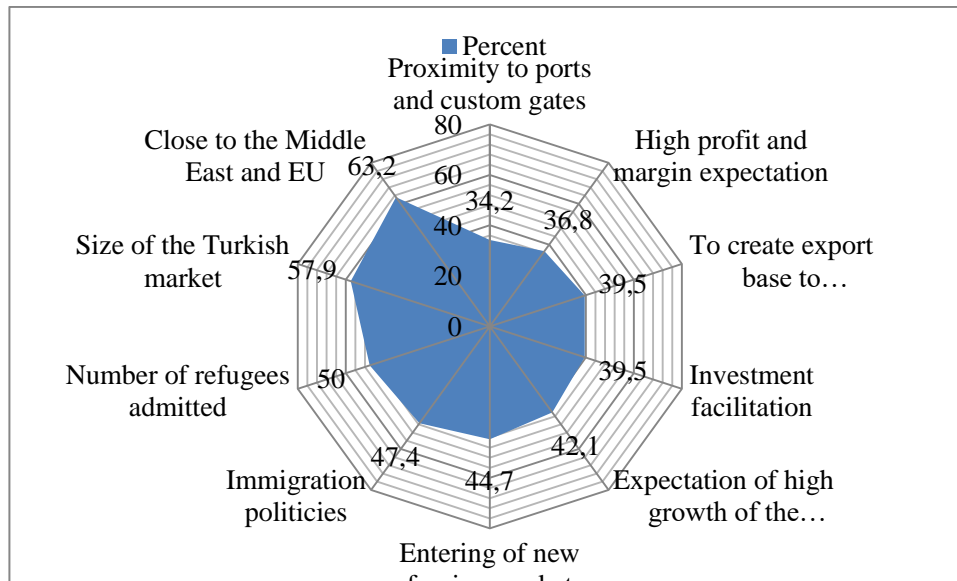 Percent
Proximity to ports
and custom gates
High profit and
margin expectation
To create export
base to…
Investment
facilitation
Expectation of high
growth of the…
Entering of new
Immigration
politicies
Number of refugees
admitted
Size of the Turkish
market
Close to the Middle
East and EU
80
60
40
20
0
34,2
36,8
39,5
39,5
42,1
44,7
47,4
50
57,9
63,2